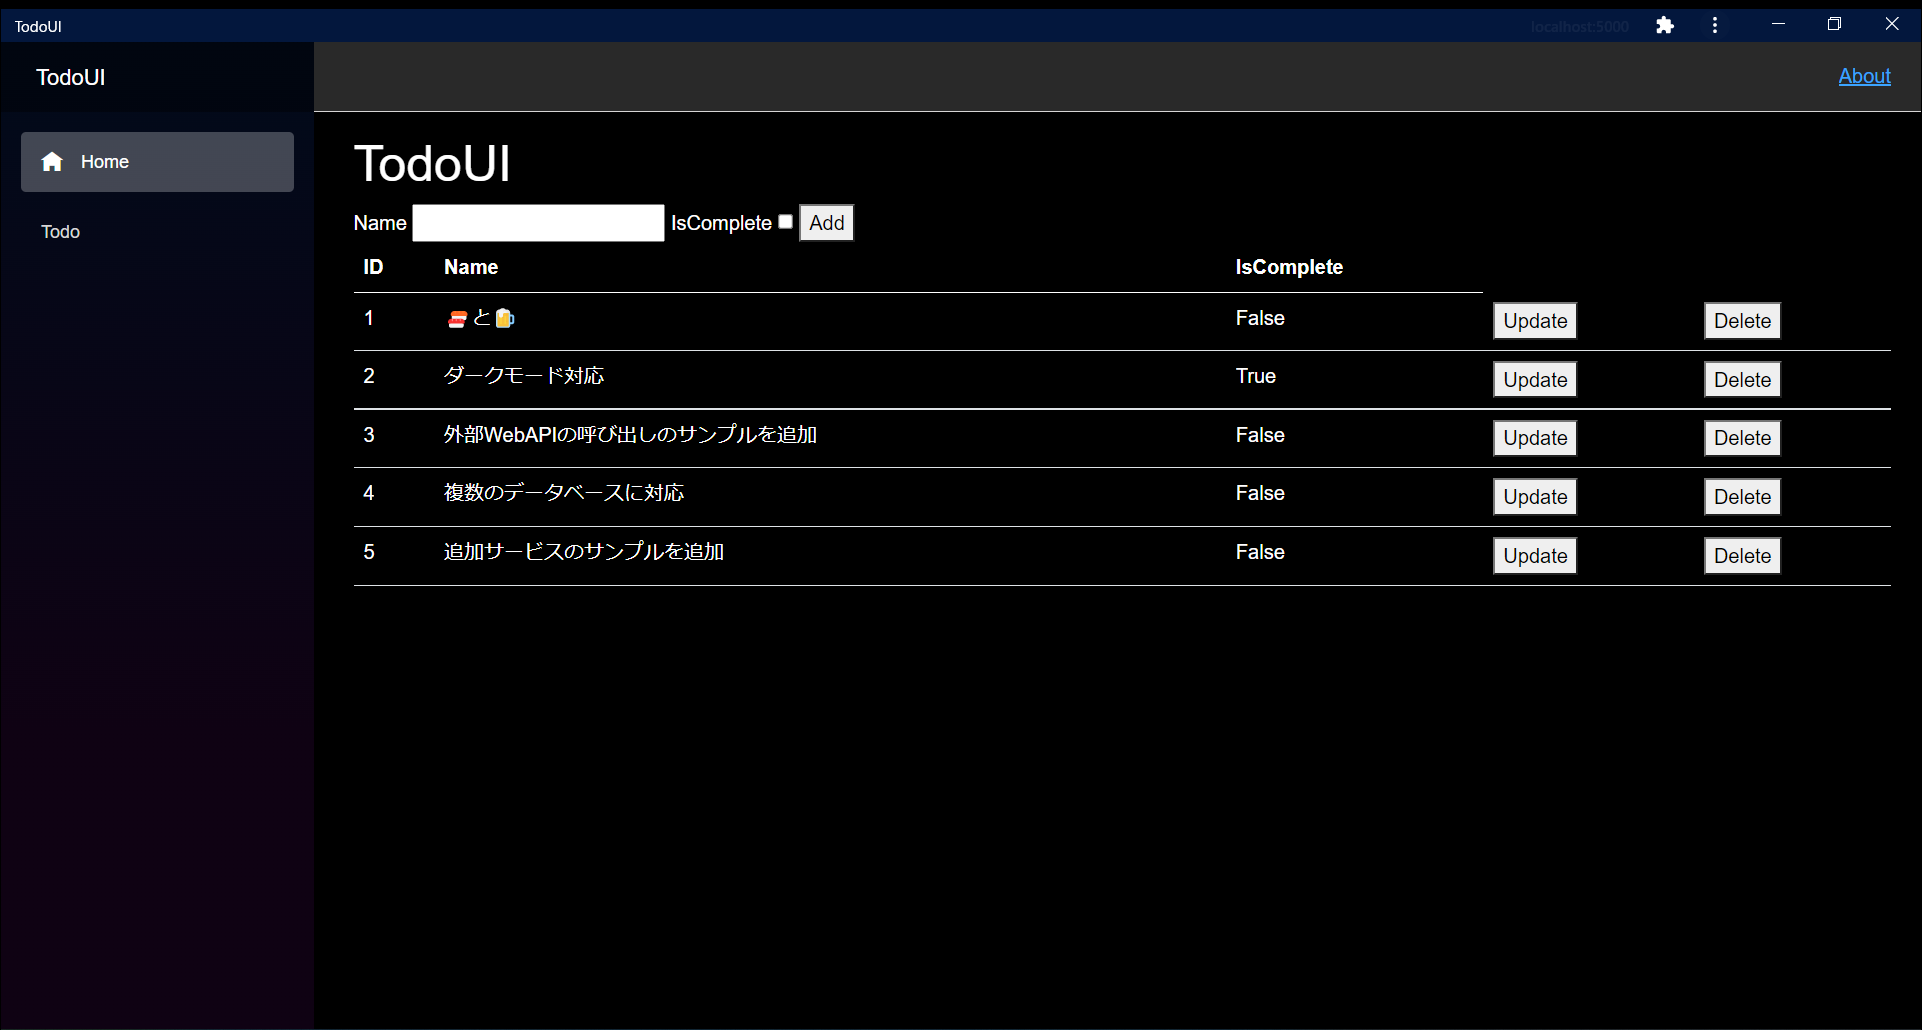 TodoUI
localhost:5000
TodoUI
About
Home
Todo
TodoUI
Name IsComplete Add
ID Name IsComplete
1 🍣と🍺 False Update Delete
2 ダークモード対応 True Update Delete
3 外部WebAPIの呼び出しのサンプルを追加 False Update Delete
4 複数のデータベースに対応 False Update Delete
5 追加サービスのサンプルを追加 False Update Delete